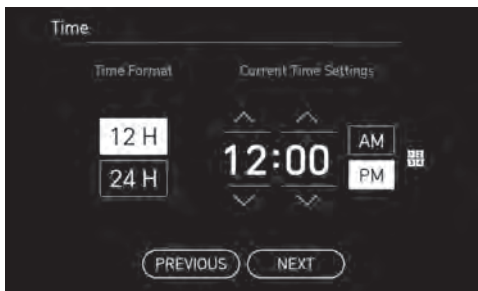 Time
Time Format
Current Time Settings
12 H
24 H
12:00
AM
PM
PREVIOUS
NEXT